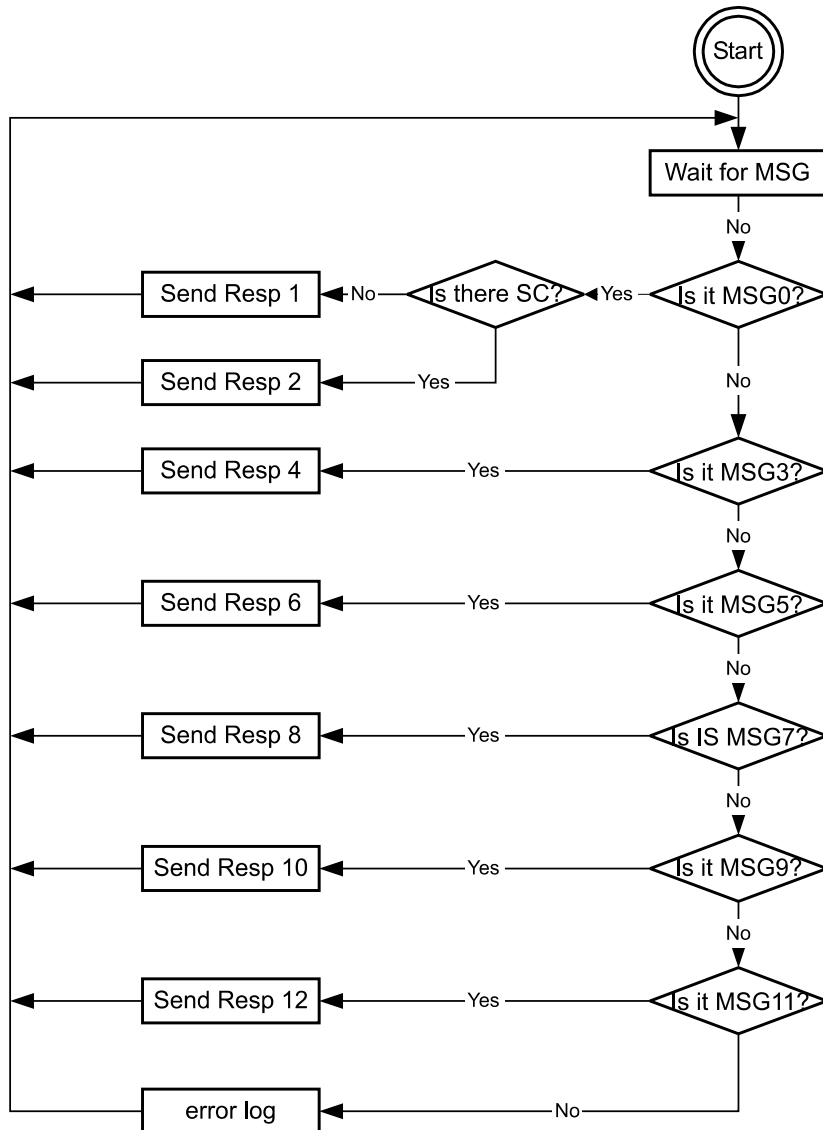 Start
Wait for MSG
No
Send Resp 1
No
Is there SC?
Yes
Is it MSG0?
Send Resp 2
Yes
No
Send Resp 4
Yes
Is it MSG3?
No
Send Resp 6
Yes
Is it MSG5?
No
Send Resp 8
Yes
Is IS MSG7?
No
Send Resp 10
Yes
Is it MSG9?
No
Send Resp 12
Yes
Is it MSG11?
error log
No